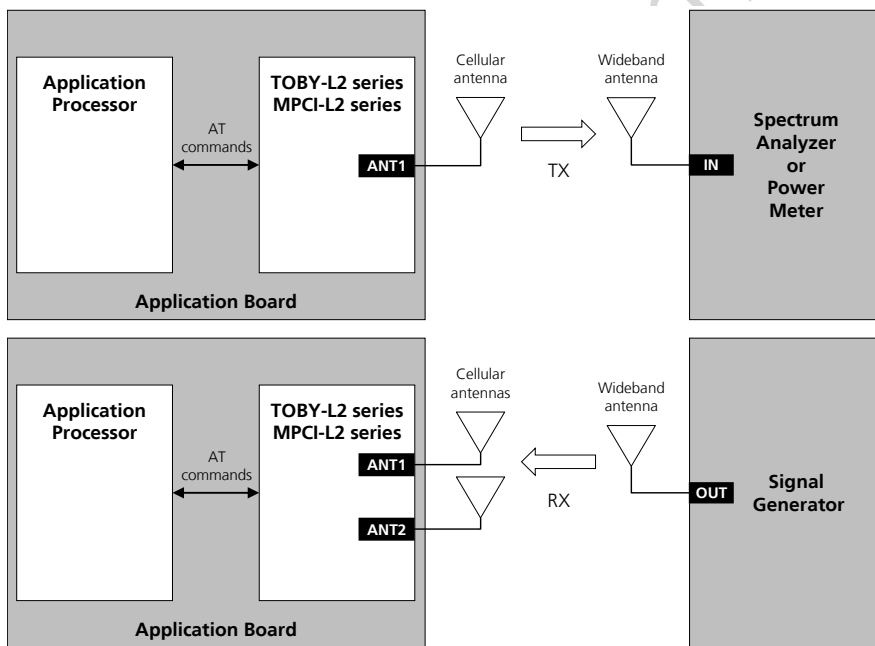 Application
Processor
AT
commands
TOBY-L2 series
MPCI-L2 series
ANT1
Application Board
Cellular
antenna
TX
Wideband
antenna
IN
Spectrum
Analyzer
or
Power
Meter
Application
Processor
AT
commands
TOBY-L2 series
MPCI-L2 series
ANT1
ANT2
Application Board
Cellular
antennas
RX
Wideband
antenna
OUT
Signal
Generator